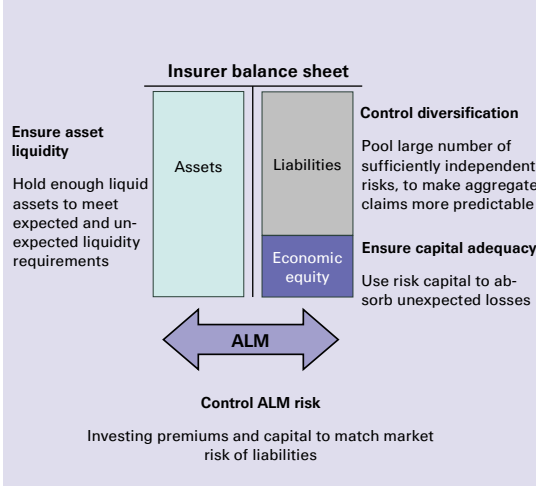 Insurer balance sheet
Ensure asset
liquidity
Hold enough liquid
assets to meet
expected and un-
expected liquidity
requirements
Assets
Liabilities
Economic
equity
Control diversification
Pool large number of
sufficiently independent
risks, to make aggregate
claims more predictable
Ensure capital adequacy
Use risk capital to ab-
sorb unexpected losses
ALM
Control ALM risk
Investing premiums and capital to match market
risk of liabilities